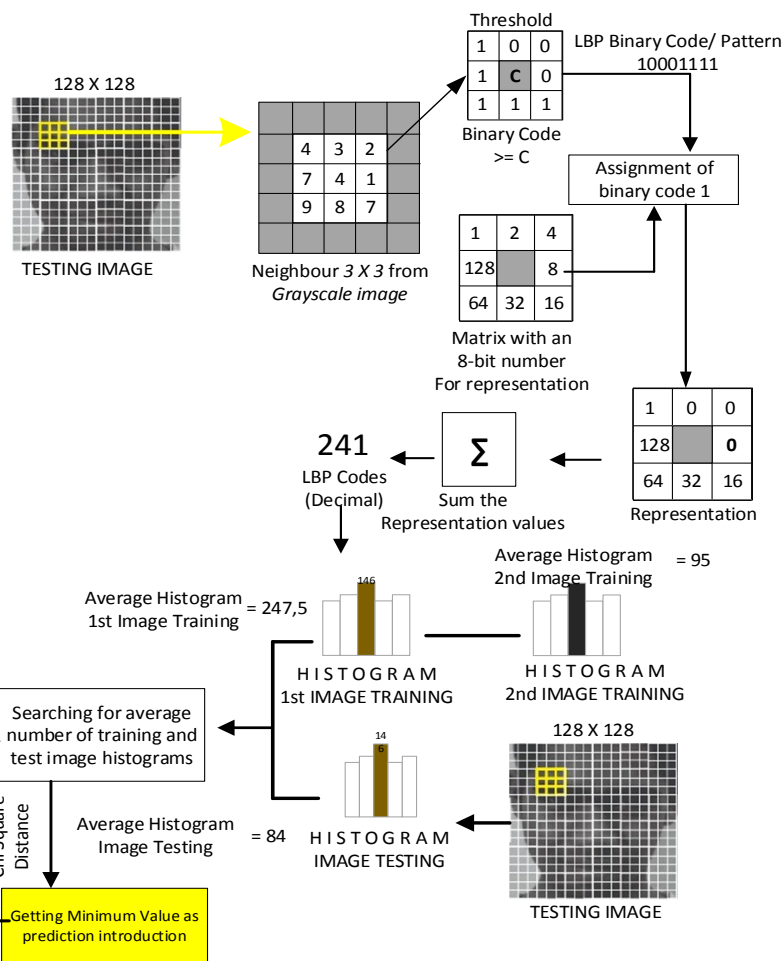 Threshold
1 0 0
1 C 0
1 1 1
Binary Code
>= C
LBP Binary Code/ Pattern
10001111
128 X 128
TESTING IMAGE
4 3 2
7 4 1
9 8 7
Neighbour 3 X 3 from
Grayscale image
Assignment of
binary code 1
1 2 4
128 8
64 32 16
Matrix with an
8-bit number
For representation
1 0 0
128 0
64 32 16
Representation
Σ
Sum the
Representation values
241
LBP Codes
(Decimal)
Average Histogram
1st Image Training
= 247,5
146
H I S T O G R A M
1st IMAGE TRAINING
Average Histogram
2nd Image Training
= 95
H I S T O G R A M
2nd IMAGE TRAINING
Searching for average
number of training and
test image histograms
14
6
H I S T O G R A M
IMAGE TESTING
Average Histogram
Image Testing
= 84
128 X 128
TESTING IMAGE
Chi Square
Distance
Getting Minimum Value as
prediction introduction